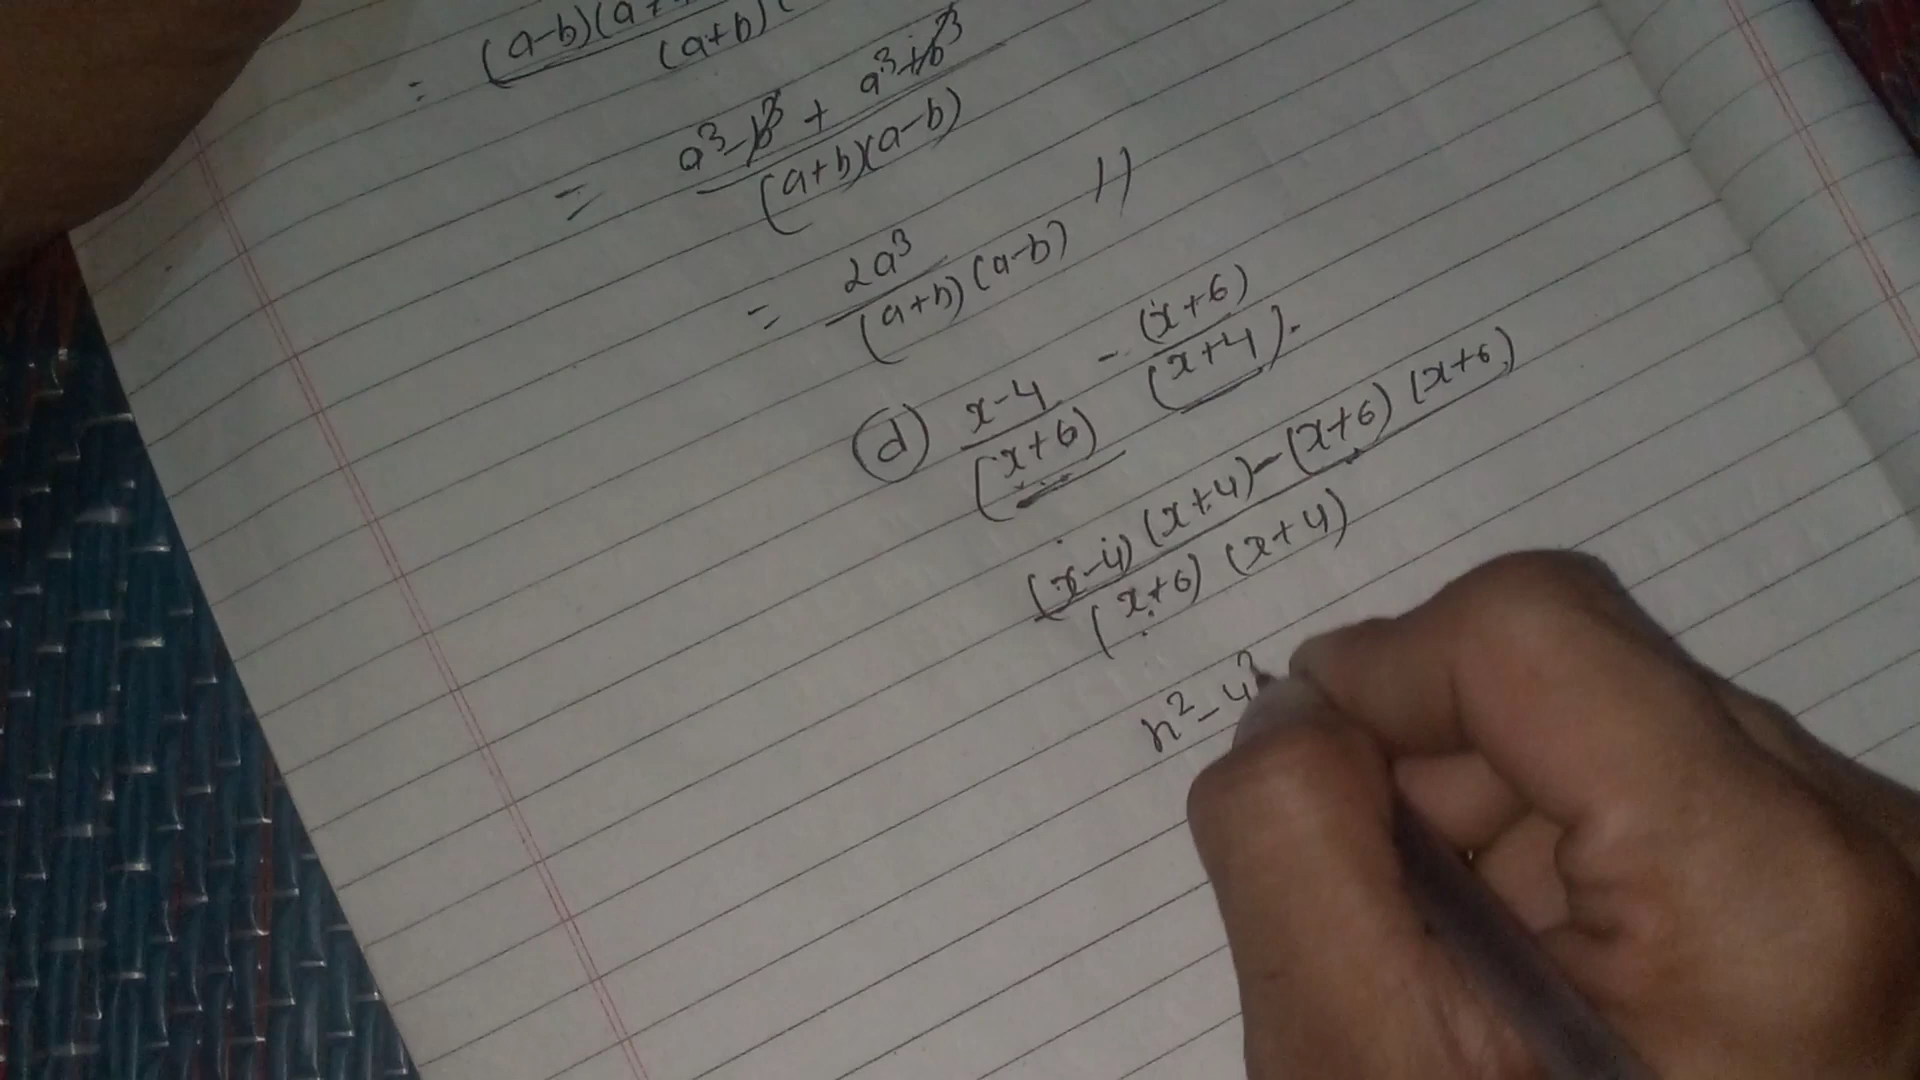 = (a-b)(a+
(a+b)(
= a³-b³ + a³+b³
(a+b)(a-b)
= 2a³
(a+b)(a-b) //
(d) x-4 - (x+6)
(x+6) (x+4)
(x-4)(x+4)-(x+6)(x+6)
(x+6)(x+4)
x²-4²